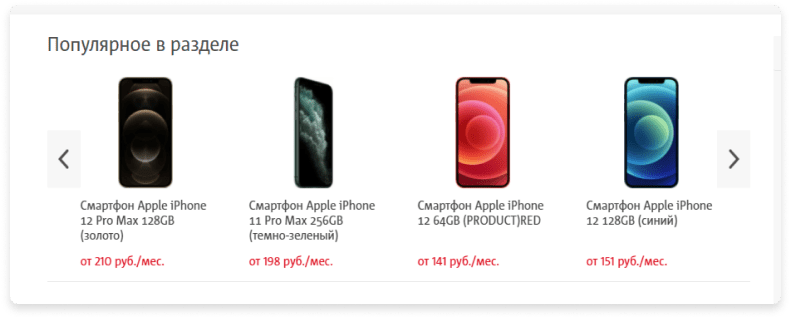 Популярное в разделе
Смартфон Apple iPhone
12 Pro Max 128GB
(золото)
от 210 руб./мес.
Смартфон Apple iPhone
11 Pro Max 256GB
(темно-зеленый)
от 198 руб./мес.
Смартфон Apple iPhone
12 64GB (PRODUCT)RED
от 141 руб./мес.
Смартфон Apple iPhone
12 128GB (синий)
от 151 руб./мес.